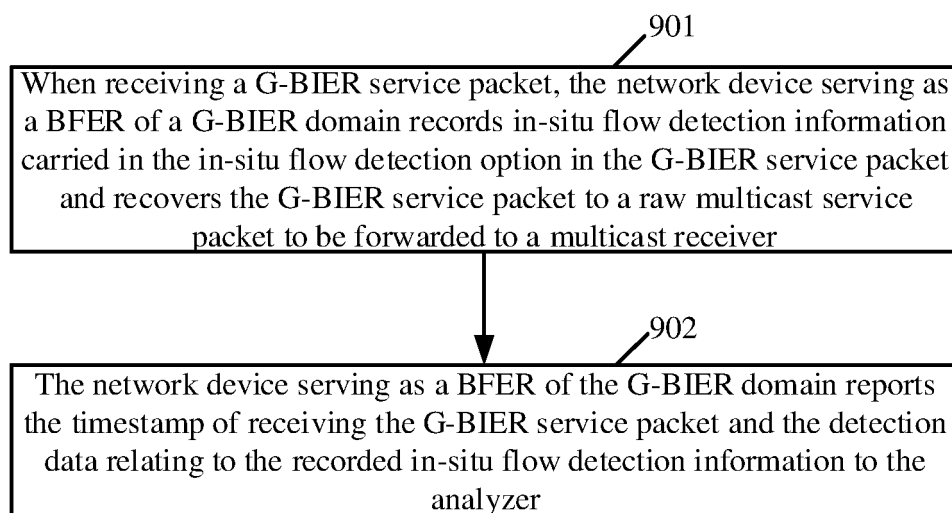 901
When receiving a G-BIER service packet, the network device serving as
a BFER of a G-BIER domain records in-situ flow detection information
carried in the in-situ flow detection option in the G-BIER service packet
and recovers the G-BIER service packet to a raw multicast service
packet to be forwarded to a multicast receiver
902
The network device serving as a BFER of the G-BIER domain reports
the timestamp of receiving the G-BIER service packet and the detection
data relating to the recorded in-situ flow detection information to the
analyzer